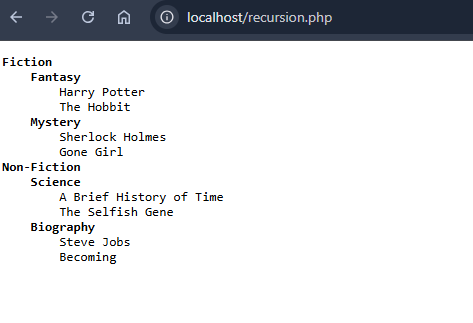 localhost/recursion.php
Fiction
Fantasy
Harry Potter
The Hobbit
Mystery
Sherlock Holmes
Gone Girl
Non-Fiction
Science
A Brief History of Time
The Selfish Gene
Biography
Steve Jobs
Becoming